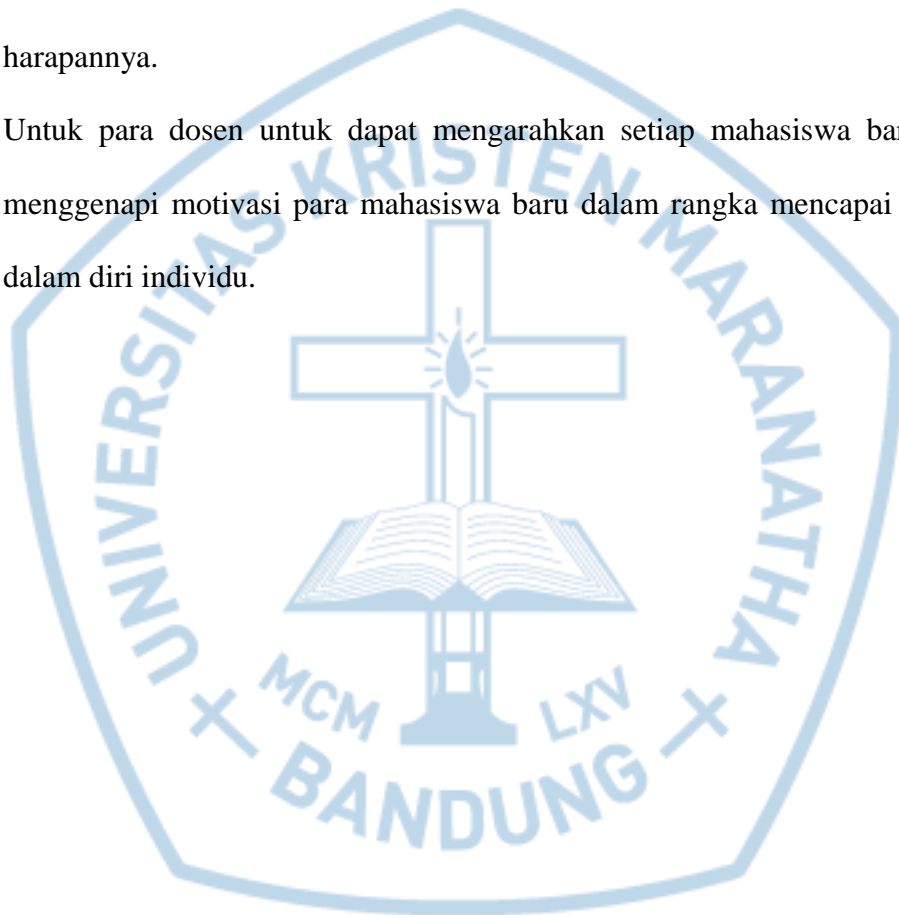 harapannya.
Untuk para dosen untuk dapat mengarahkan setiap mahasiswa
menggenapi motivasi para mahasiswa baru dalam rangka mencapai
dalam diri individu.
UNIVERSITAS KRISTEN MARANATHA
MCM LXV
BANDUNG